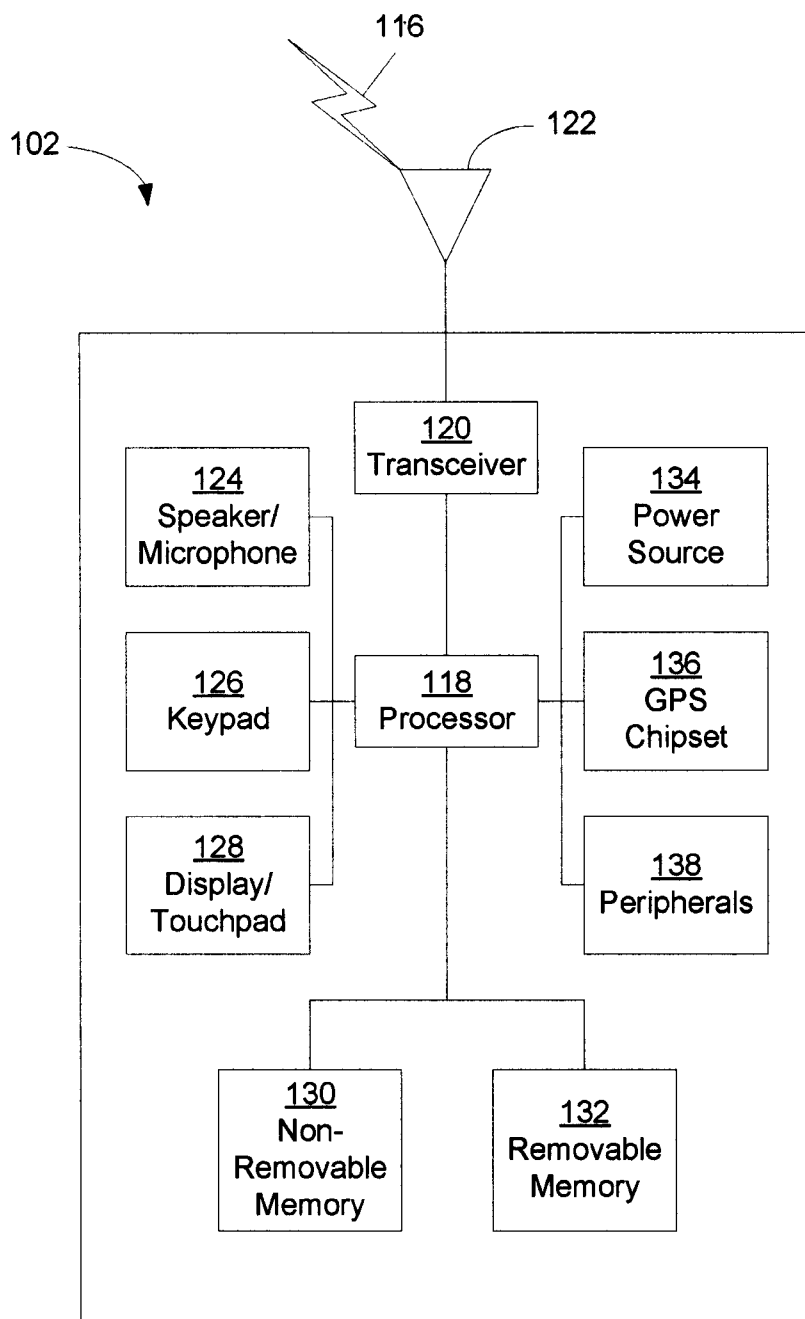 116
122
102
120
Transceiver
124
Speaker/
Microphone
134
Power
Source
126
Keypad
118
Processor
136
GPS
Chipset
128
Display/
Touchpad
138
Peripherals
130
Non-
Removable
Memory
132
Removable
Memory